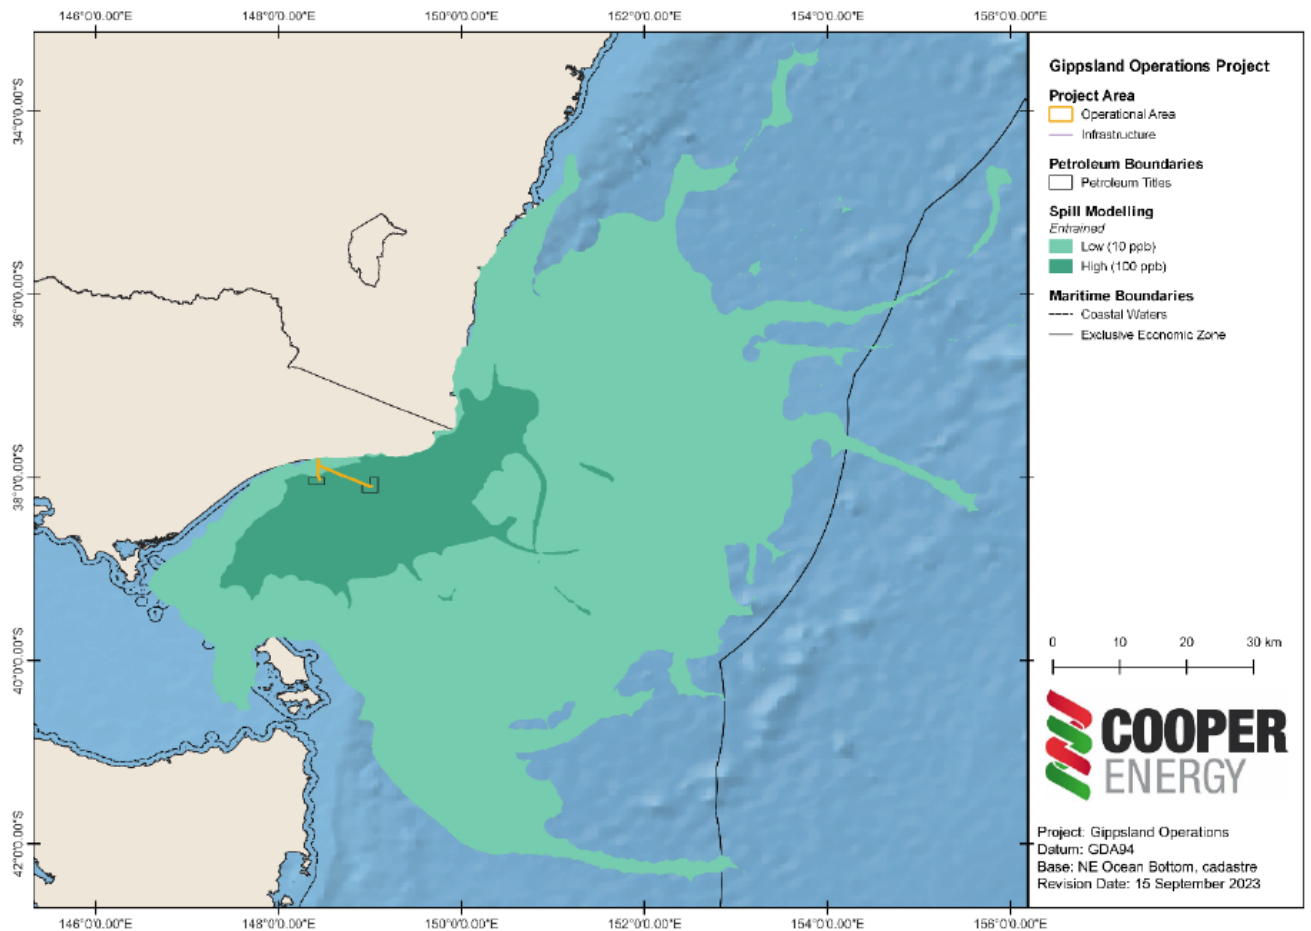 146°0'0.00"E 148°0'0.00"E 150°0'0.00"E 152°0'0.00"E 154°0'0.00"E 156°0'0.00"E
34°0'0.00"S
36°0'0.00"S
38°0'0.00"S
40°0'0.00"S
42°0'0.00"S
146°0'0.00"E 148°0'0.00"E 150°0'0.00"E 152°0'0.00"E 154°0'0.00"E 156°0'0.00"E
Gippsland Operations Project
Project Area
Operational Area
Infrastructure
Petroleum Boundaries
Petroleum Titles
Spill Modelling
Entrained
Low (10 ppb)
High (100 ppb)
Maritime Boundaries
Coastal Waters
Exclusive Economic Zone
0 10 20 30 km
COOPER
ENERGY
Project: Gippsland Operations
Datum: GDA94
Base: NE Ocean Bottom, cadastre
Revision Date: 15 September 2023